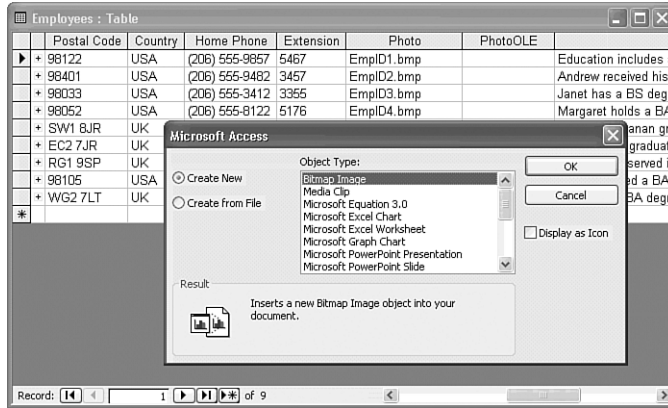 Employees : Table
Postal Code Country Home Phone Extension Photo PhotoOLE
+ 98122 USA (206) 555-9857 5467 EmpID1.bmp Education includes
+ 98401 USA (206) 555-9482 3457 EmpID2.bmp Andrew received his
+ 98033 USA (206) 555-3412 3355 EmpID3.bmp Janet has a BS deg
+ 98052 USA (206) 555-8122 5176 EmpID4.bmp Margaret holds a BA
+ SW1 8JR UK
+ EC2 7JR UK graduat
+ RG1 9SP UK served i
+ 98105 USA ed a BA
+ WG2 7LT UK BA degr
Microsoft Access
Create New
Create from File
Object Type:
Bitmap Image
Media Clip
Microsoft Equation 3.0
Microsoft Excel Chart
Microsoft Excel Worksheet
Microsoft Graph Chart
Microsoft PowerPoint Presentation
Microsoft PowerPoint Slide
OK
Cancel
Display as Icon
Result
Inserts a new Bitmap Image object into your
document.
Record: 1 of 9